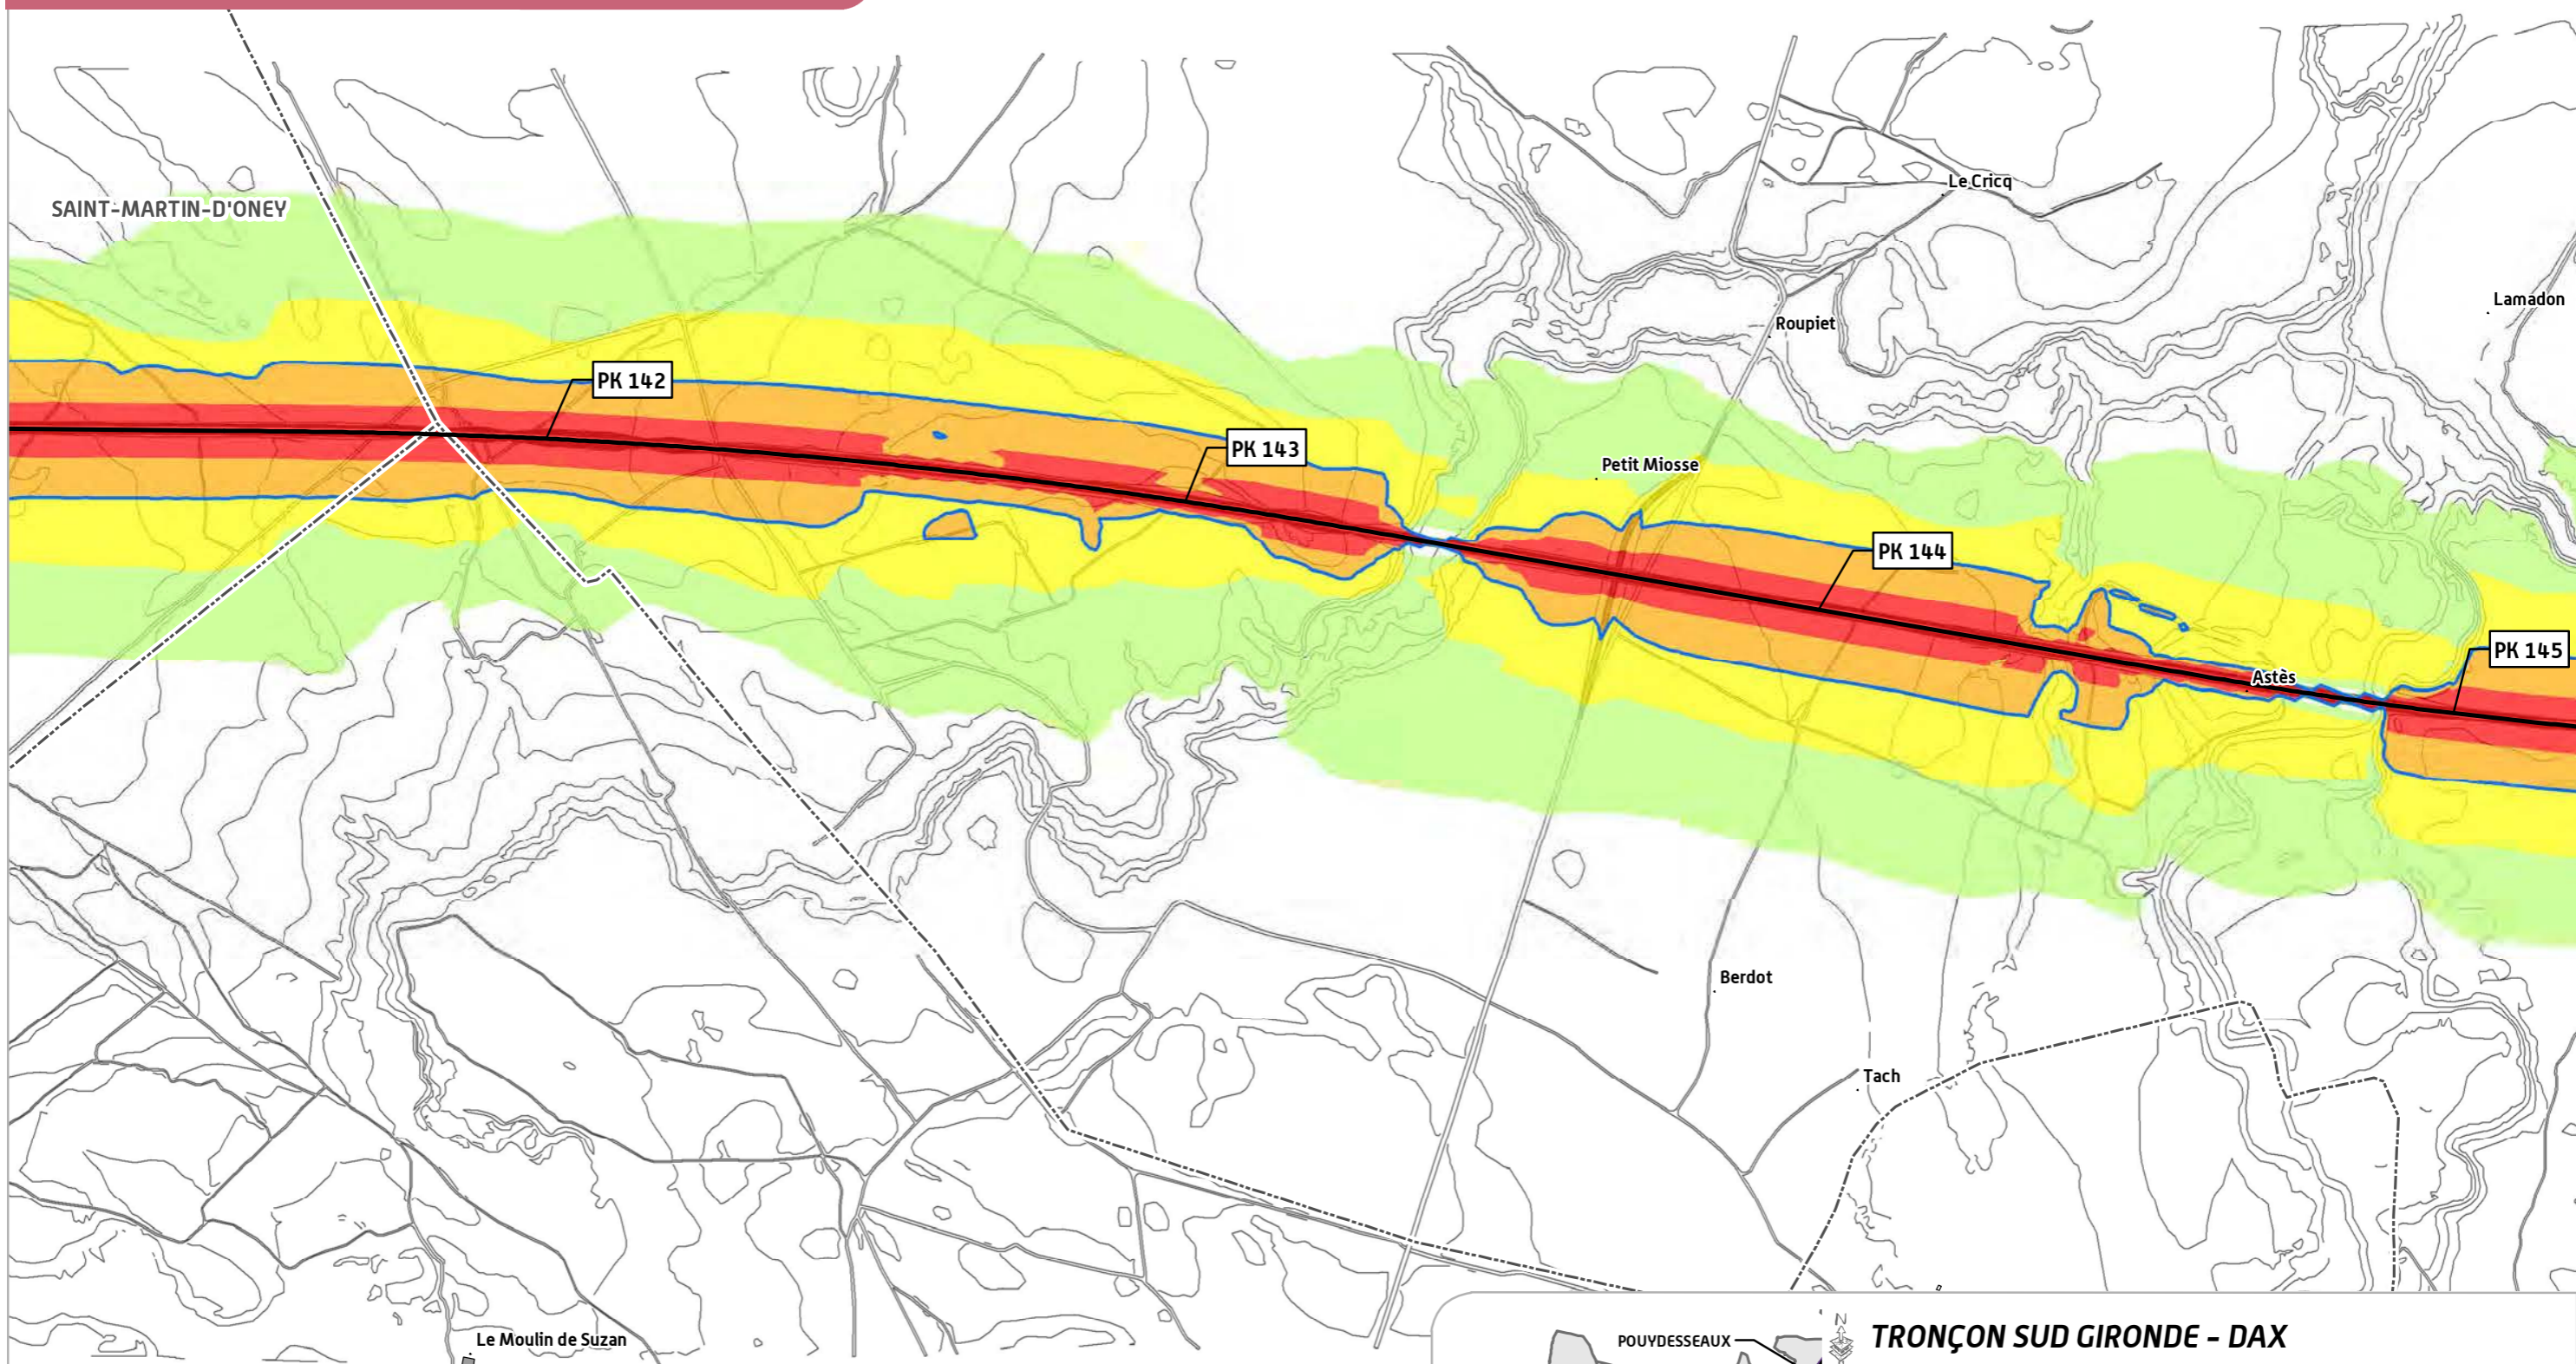 Le Cricq
SAINT-MARTIN-D'ONEY
Lamadon
Roupiet
PK 142
PK 143
Petit Miosse
PK 144
PK 145
Astès
Berdot
Tach
Le Moulin de Suzan
POUYDESSEAUX
N
TRONÇON SUD GIRONDE - DAX